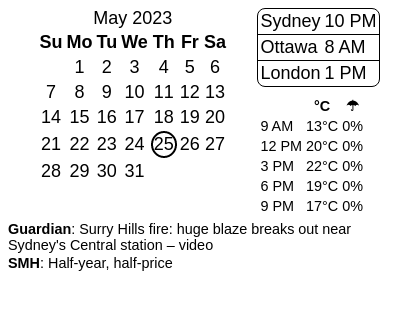 May 2023
Su Mo Tu We Th Fr Sa
1 2 3 4 5 6
7 8 9 10 11 12 13
14 15 16 17 18 19 20
21 22 23 24 25 26 27
28 29 30 31
Sydney 10 PM
Ottawa 8 AM
London 1 PM
°C ☂
9 AM 13°C 0%
12 PM 20°C 0%
3 PM 22°C 0%
6 PM 19°C 0%
9 PM 17°C 0%
Guardian: Surry Hills fire: huge blaze breaks out near
Sydney's Central station – video
SMH: Half-year, half-price